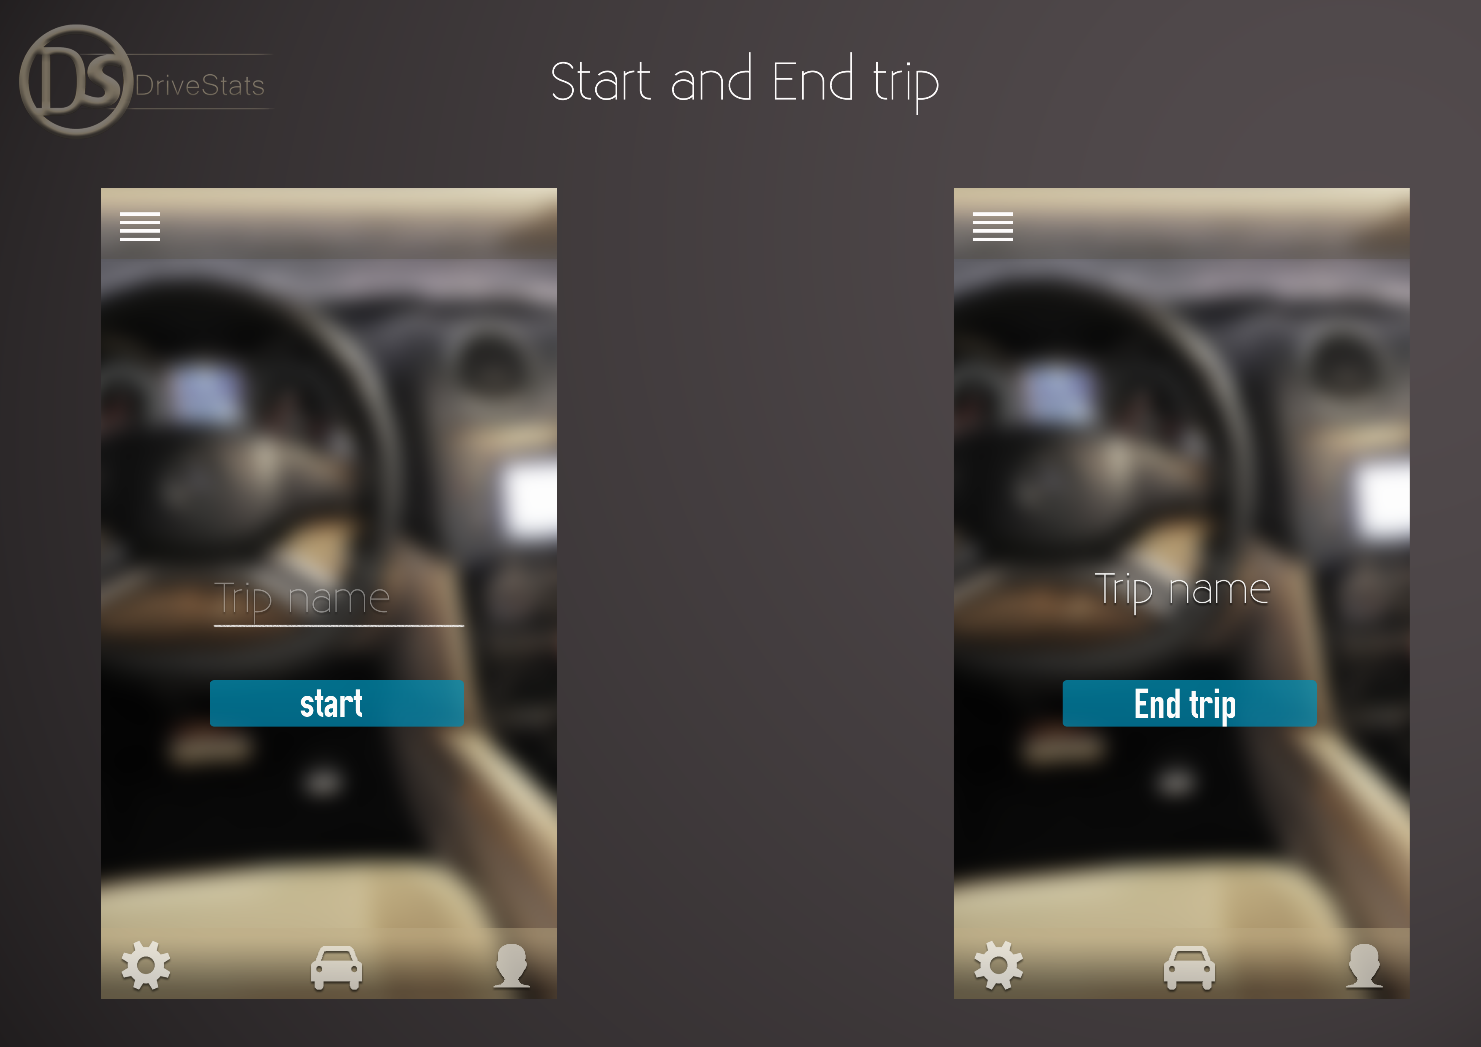 DS
DriveStats
Start and End trip
Trip name
start
Trip name
End trip